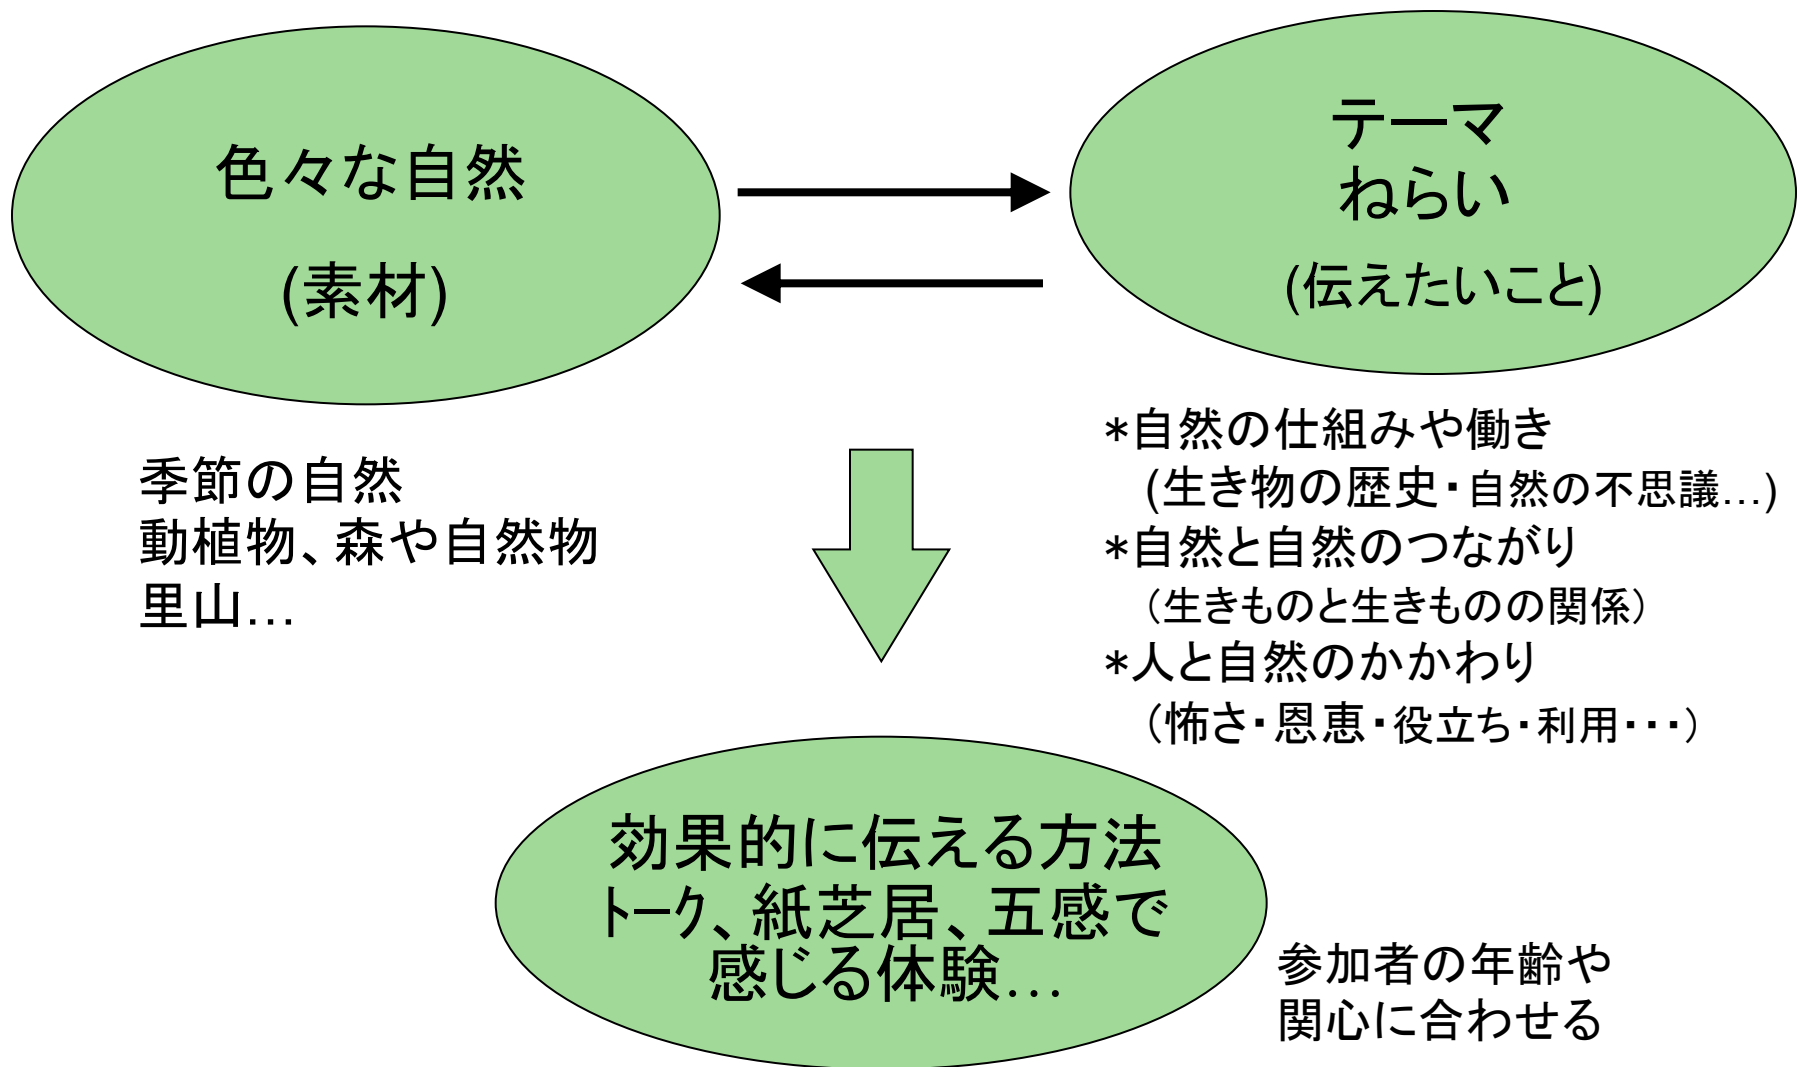 色々な自然
(素材)
テーマ
ねらい
(伝えたいこと)
季節の自然
動植物、森や自然物
里山…
*自然の仕組みや働き
(生き物の歴史・自然の不思議…)
*自然と自然のつながり
（生きものと生きものの関係）
*人と自然のかかわり
（怖さ・恩恵・役立ち・利用・・・）
効果的に伝える方法
ﾄｰｸ、紙芝居、五感で
感じる体験…
参加者の年齢や
関心に合わせる